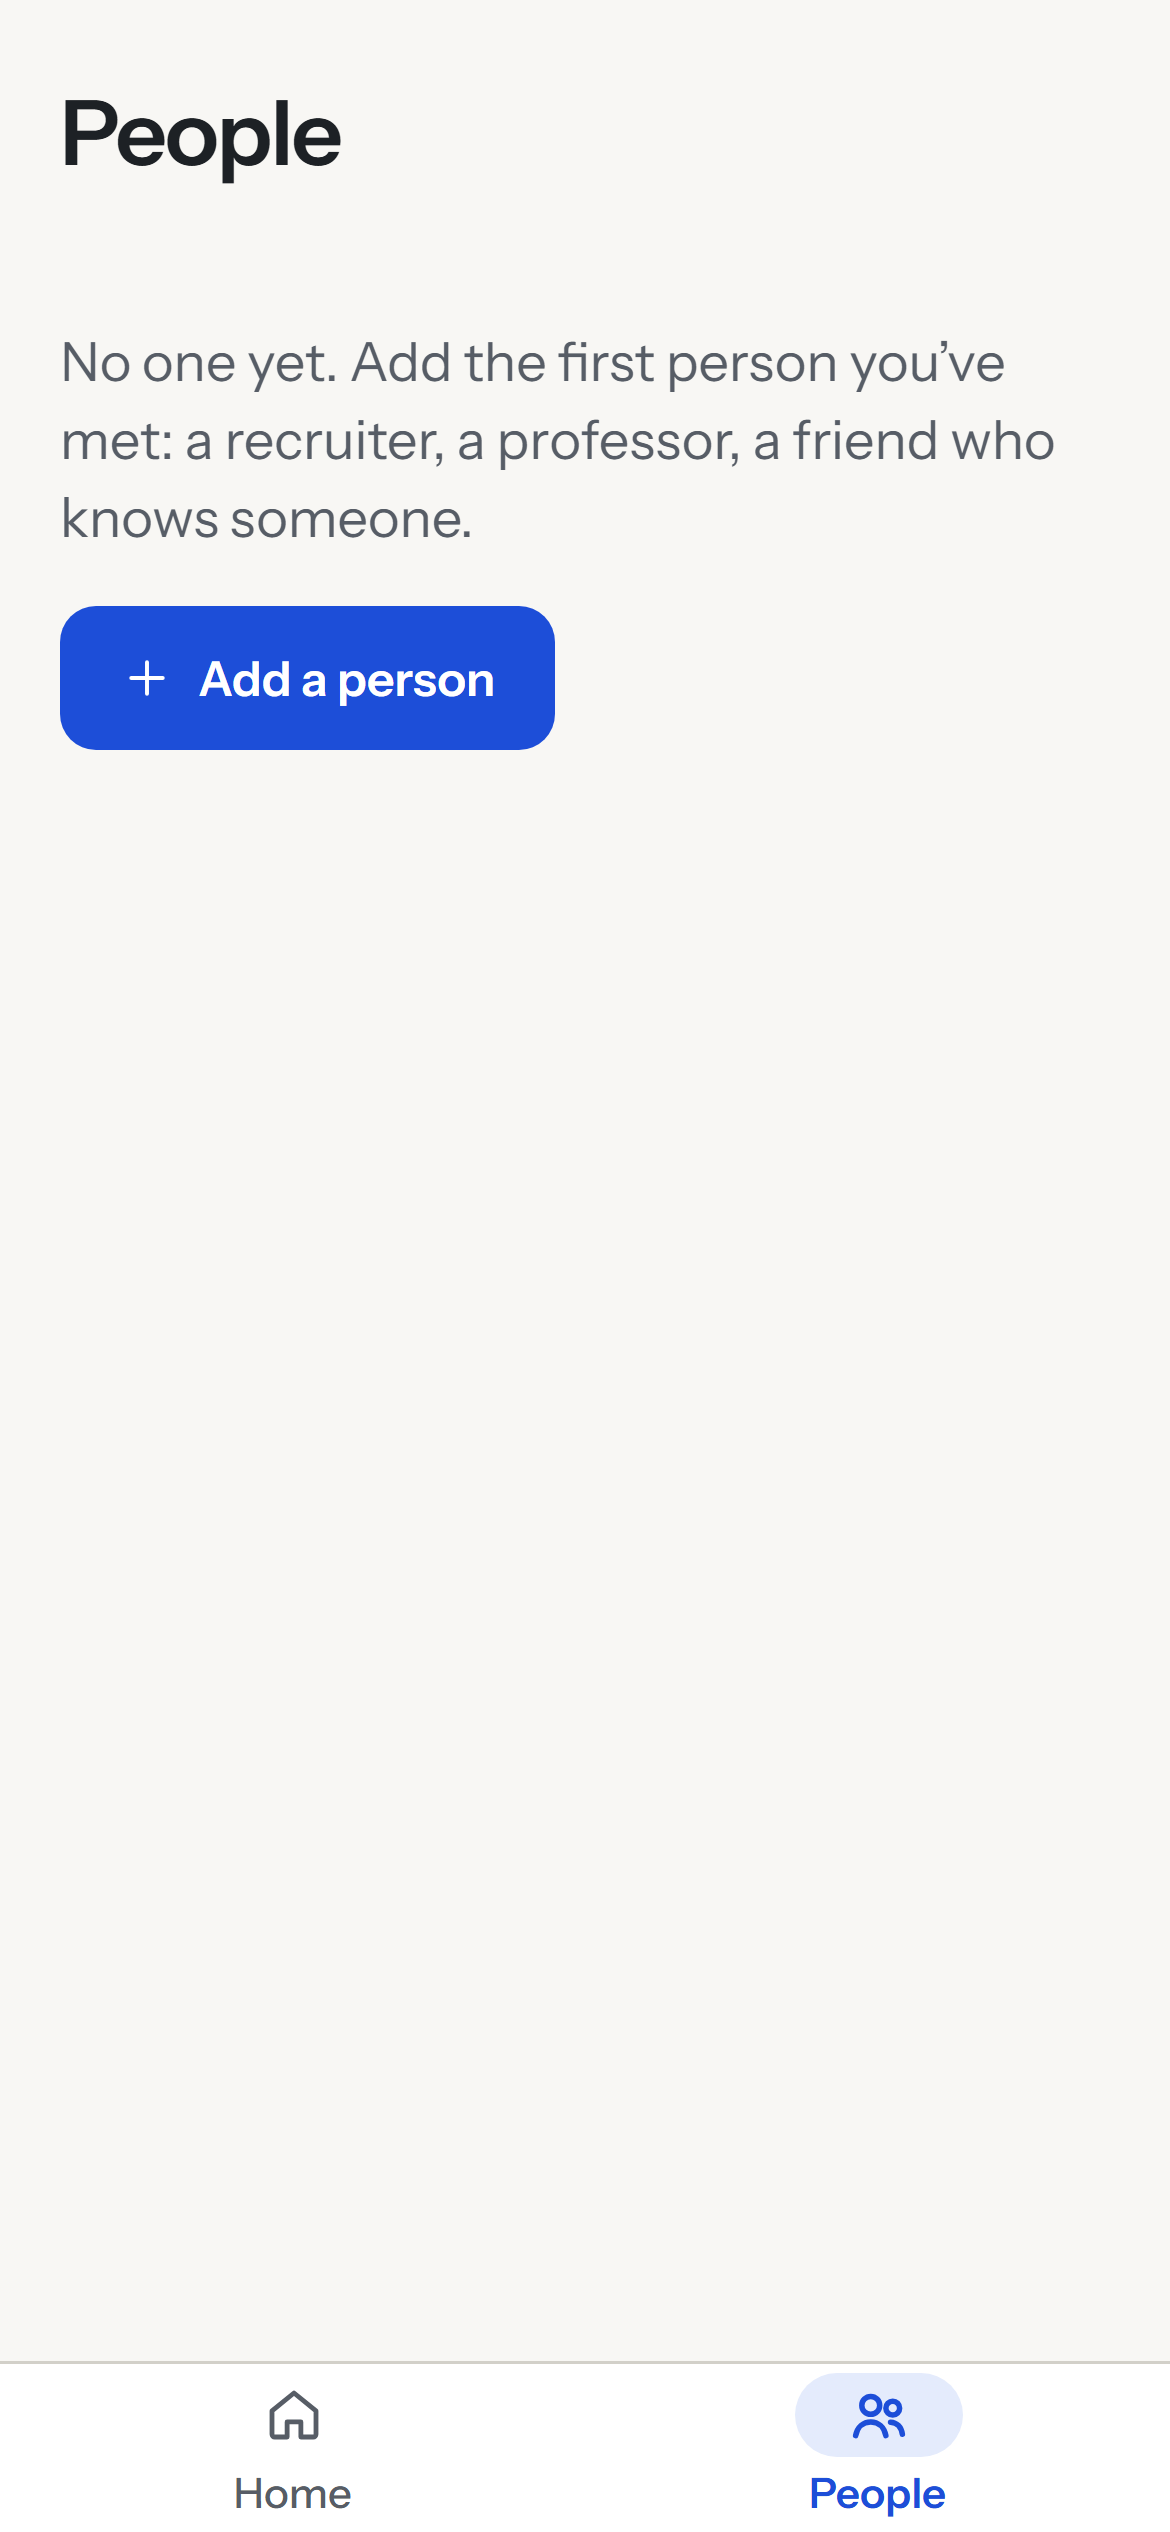 People
No one yet. Add the first person you’ve
met: a recruiter, a professor, a friend who
knows someone.
Add a person
Home
People